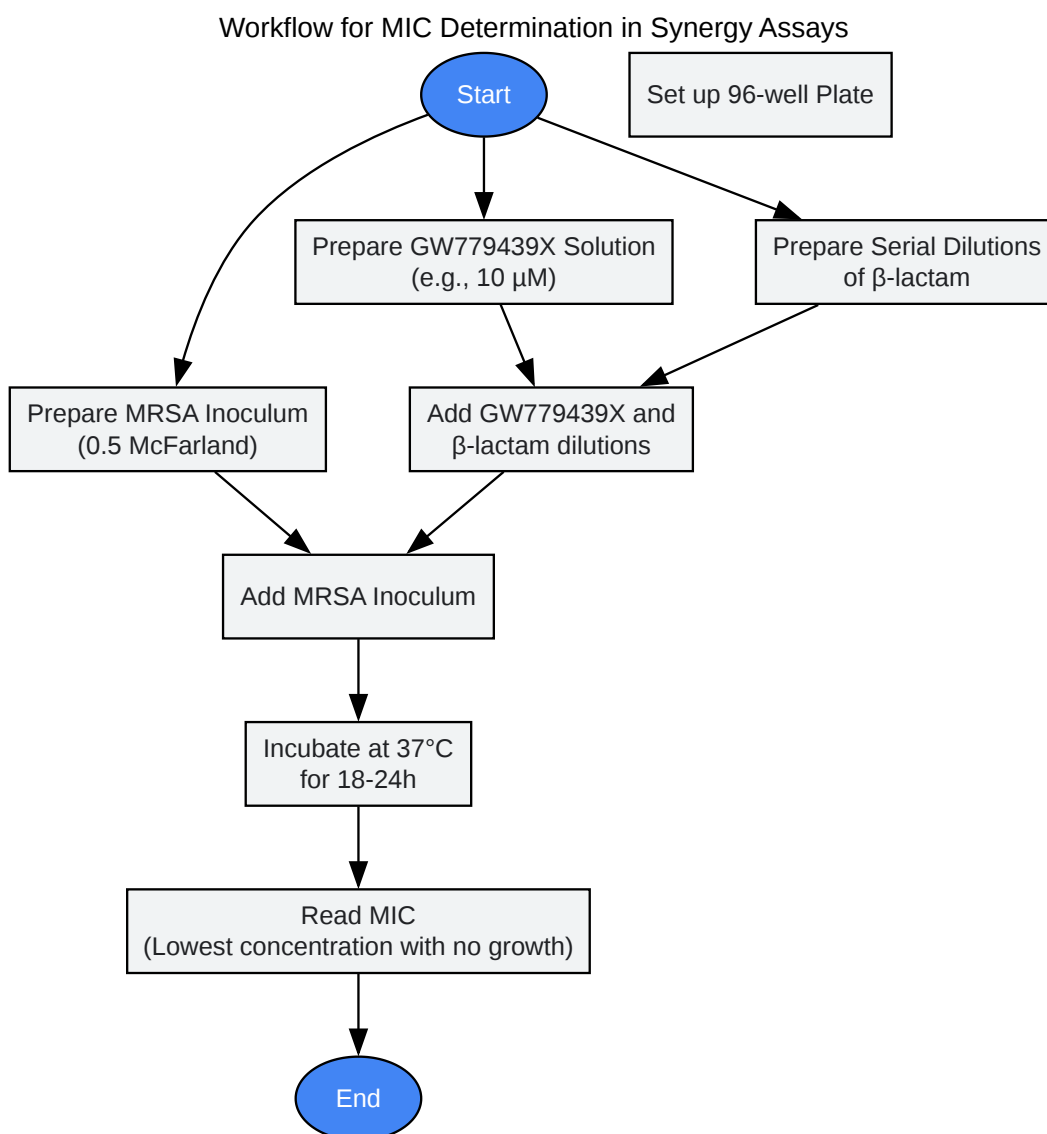 Workflow for MIC Determination in Synergy Assays
Start
Set up 96-well Plate
Prepare GW779439X Solution
(e.g., 10 µM)
Prepare Serial Dilutions
of β-lactam
Prepare MRSA Inoculum
(0.5 McFarland)
Add GW779439X and
β-lactam dilutions
Add MRSA Inoculum
Incubate at 37°C
for 18-24h
Read MIC
(Lowest concentration with no growth)
End